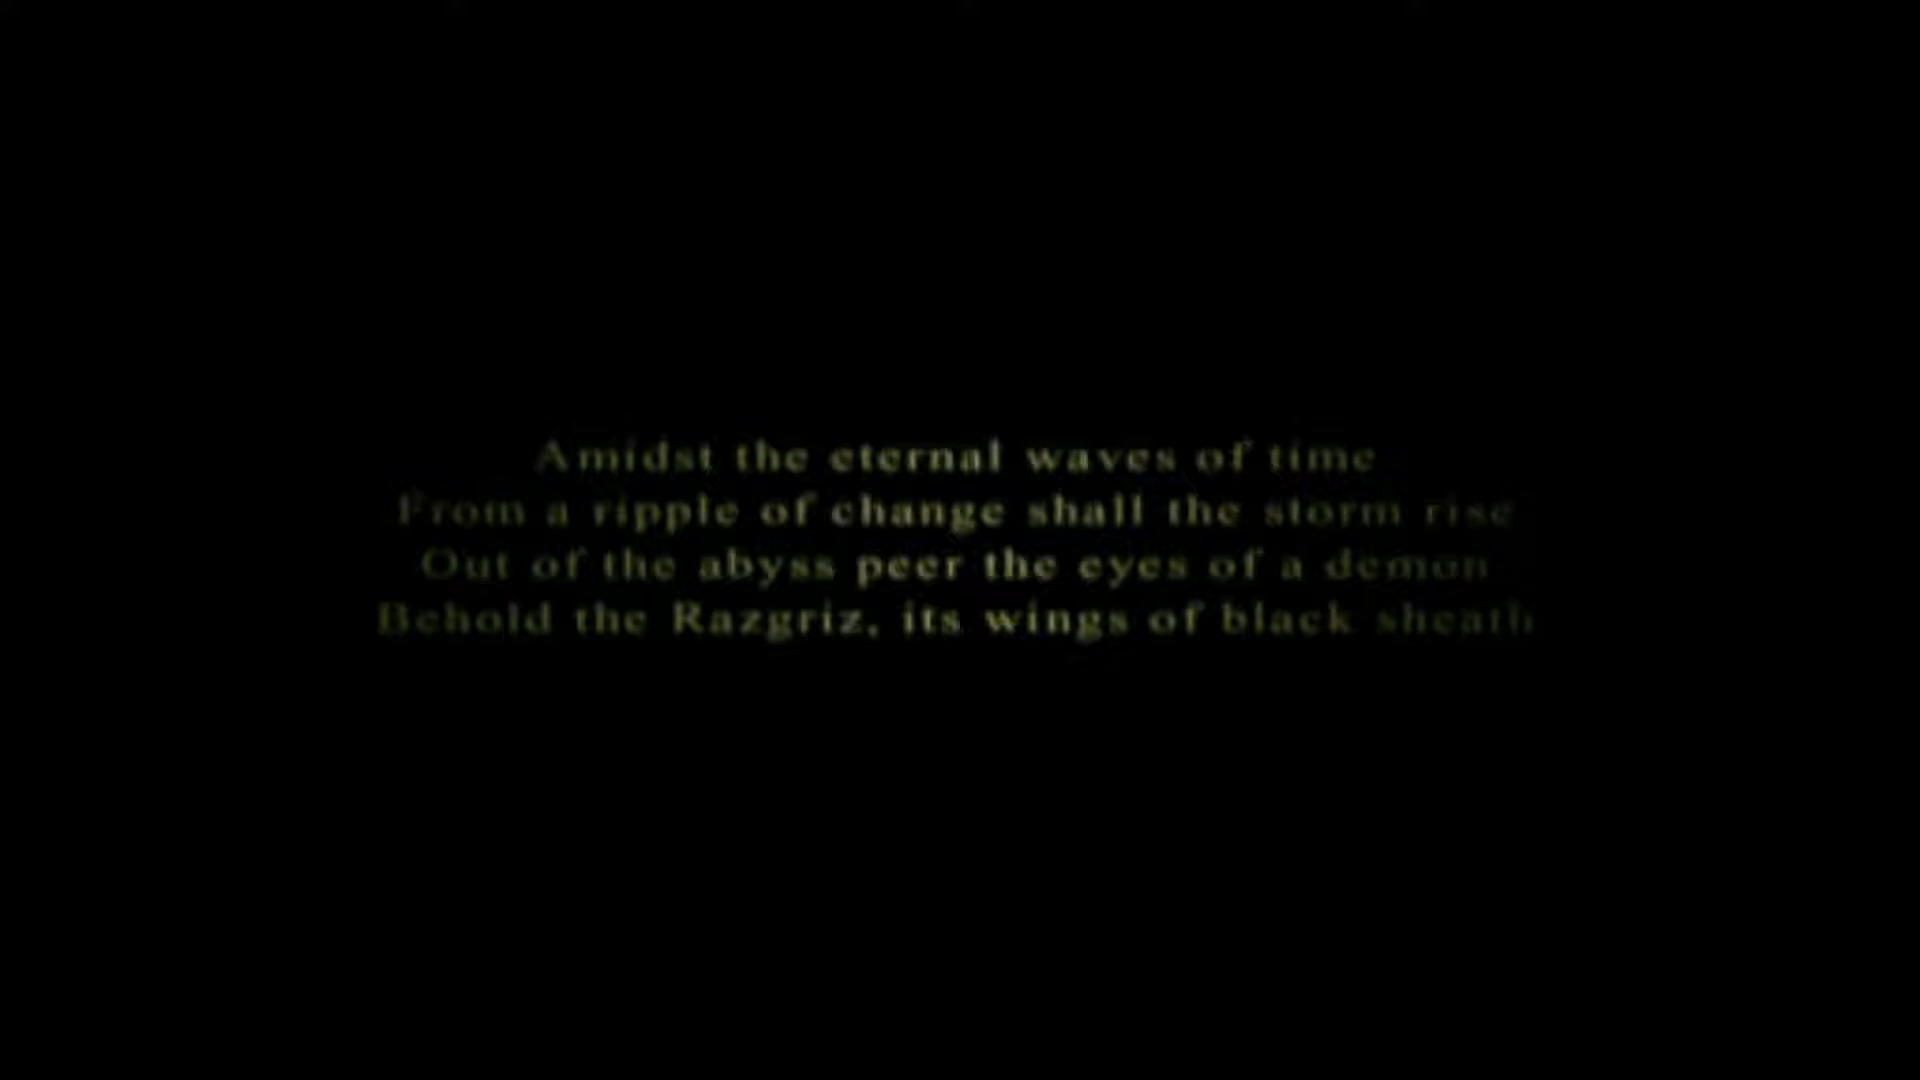 Amidst the eternal waves of time
From a ripple of change shall the storm rise
Out of the abyss peer the eyes of a demon
Behold the Razgriz, its wings of black sheath